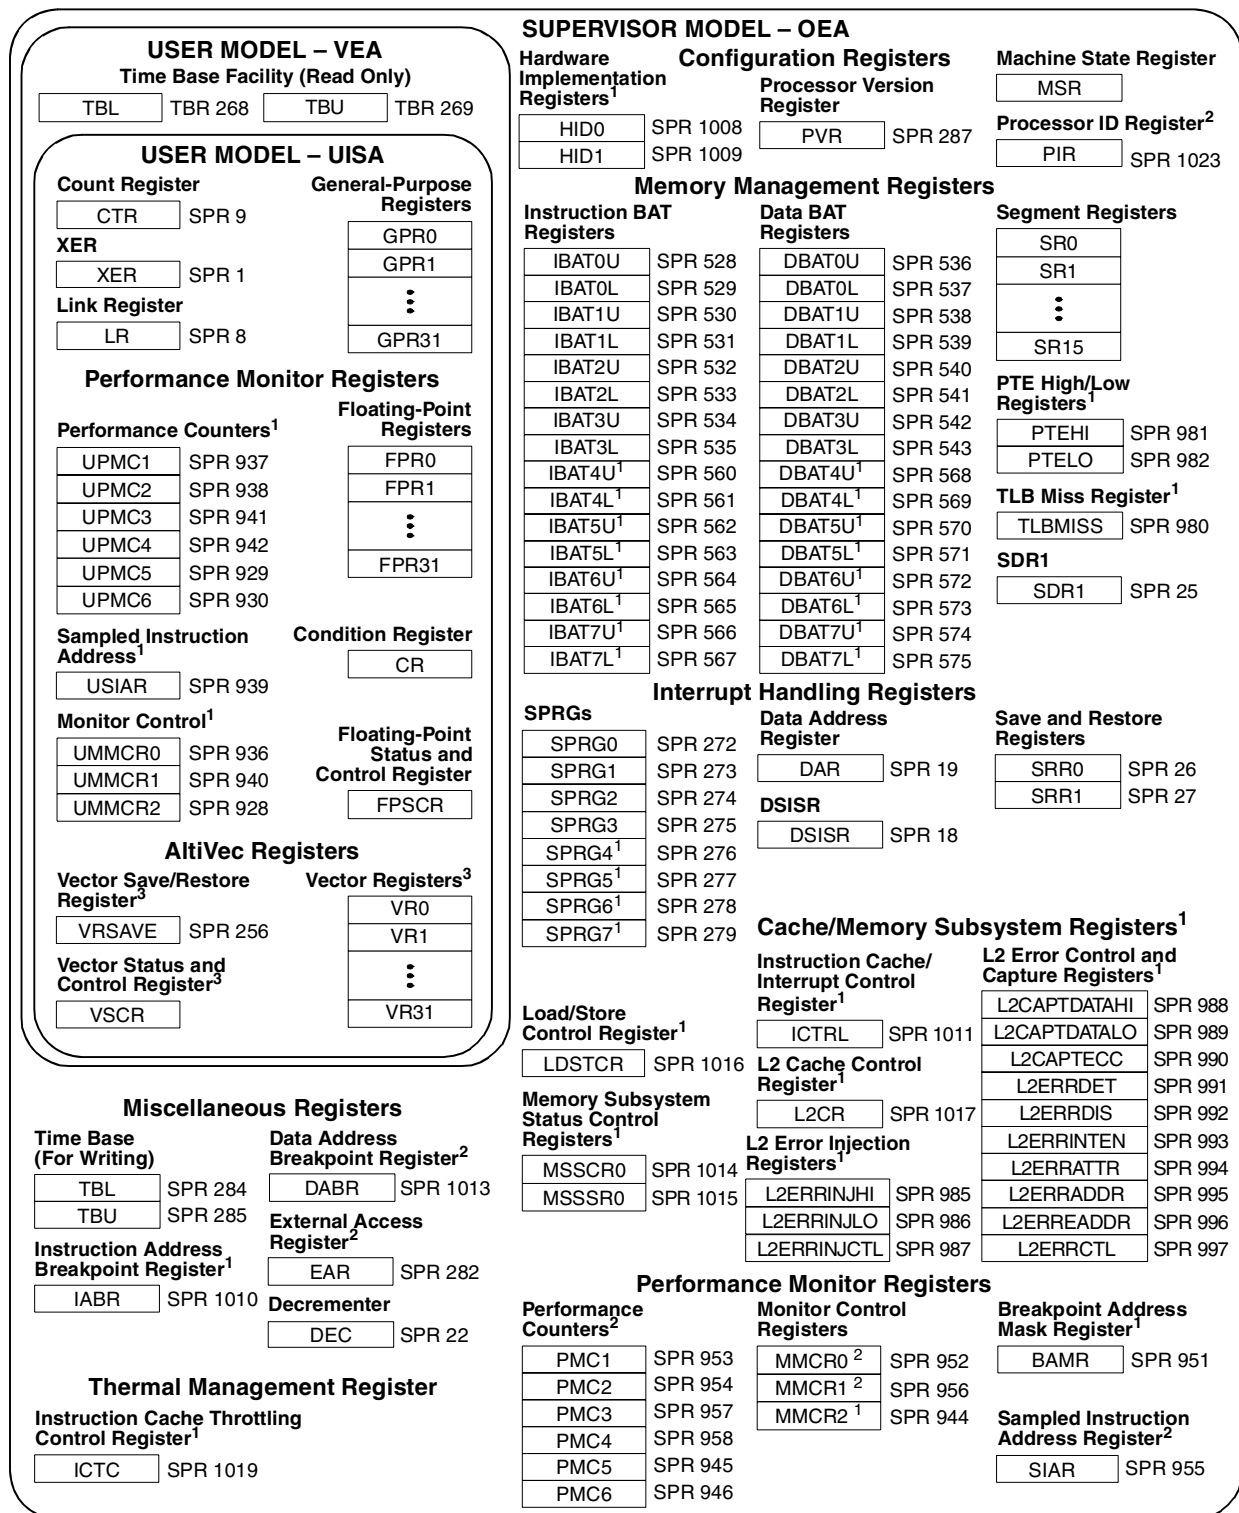 USER MODEL – VEA
Time Base Facility (Read Only)
TBL TBR 268 TBU TBR 269
USER MODEL – UISA
Count Register
CTR SPR 9
XER
XER SPR 1
Link Register
LR SPR 8
General-Purpose
Registers
GPR0
GPR1
GPR31
Performance Monitor Registers
Performance Counters1
UPMC1 SPR 937
UPMC2 SPR 938
UPMC3 SPR 941
UPMC4 SPR 942
UPMC5 SPR 929
UPMC6 SPR 930
Floating-Point
Registers
FPR0
FPR1
FPR31
Sampled Instruction
Address1
USIAR SPR 939
Condition Register
CR
Monitor Control1
UMMCR0 SPR 936
UMMCR1 SPR 940
UMMCR2 SPR 928
Floating-Point
Status and
Control Register
FPSCR
AltiVec Registers
Vector Save/Restore
Register3
VRSAVE SPR 256
Vector Status and
Control Register3
VSCR
Vector Registers3
VR0
VR1
VR31
Miscellaneous Registers
Time Base
(For Writing)
TBL SPR 284
TBU SPR 285
Instruction Address
Breakpoint Register1
IABR SPR 1010
Data Address
Breakpoint Register2
DABR SPR 1013
External Access
Register2
EAR SPR 282
Decrementer
DEC SPR 22
Thermal Management Register
Instruction Cache Throttling
Control Register1
ICTC SPR 1019
SUPERVISOR MODEL – OEA
Configuration Registers
Hardware
Implementation
Registers1
HID0 SPR 1008
HID1 SPR 1009
Processor Version
Register
PVR SPR 287
Machine State Register
MSR
Processor ID Register2
PIR SPR 1023
Memory Management Registers
Instruction BAT
Registers
IBAT0U SPR 528
IBAT0L SPR 529
IBAT1U SPR 530
IBAT1L SPR 531
IBAT2U SPR 532
IBAT2L SPR 533
IBAT3U SPR 534
IBAT3L SPR 535
IBAT4U1 SPR 560
IBAT4L1 SPR 561
IBAT5U1 SPR 562
IBAT5L1 SPR 563
IBAT6U1 SPR 564
IBAT6L1 SPR 565
IBAT7U1 SPR 566
IBAT7L1 SPR 567
Data BAT
Registers
DBAT0U SPR 536
DBAT0L SPR 537
DBAT1U SPR 538
DBAT1L SPR 539
DBAT2U SPR 540
DBAT2L SPR 541
DBAT3U SPR 542
DBAT3L SPR 543
DBAT4U1 SPR 568
DBAT4L1 SPR 569
DBAT5U1 SPR 570
DBAT5L1 SPR 571
DBAT6U1 SPR 572
DBAT6L1 SPR 573
DBAT7U1 SPR 574
DBAT7L1 SPR 575
Segment Registers
SR0
SR1
SR15
PTE High/Low
Registers1
PTEHI SPR 981
PTELO SPR 982
TLB Miss Register1
TLBMISS SPR 980
SDR1
SDR1 SPR 25
Interrupt Handling Registers
SPRGs
SPRG0 SPR 272
SPRG1 SPR 273
SPRG2 SPR 274
SPRG3 SPR 275
SPRG41 SPR 276
SPRG51 SPR 277
SPRG61 SPR 278
SPRG71 SPR 279
Data Address
Register
DAR SPR 19
DSISR
DSISR SPR 18
Save and Restore
Registers
SRR0 SPR 26
SRR1 SPR 27
Cache/Memory Subsystem Registers1
Load/Store
Control Register1
LDSTCR SPR 1016
Memory Subsystem
Status Control
Registers1
MSSCR0 SPR 1014
MSSSR0 SPR 1015
Instruction Cache/
Interrupt Control
Register1
ICTRL SPR 1011
L2 Cache Control
Register1
L2CR SPR 1017
L2 Error Injection
Registers1
L2ERRINJHI SPR 985
L2ERRINJLO SPR 986
L2ERRINJCTL SPR 987
L2 Error Control and
Capture Registers1
L2CAPTDATAHI SPR 988
L2CAPTDATALO SPR 989
L2CAPTECC SPR 990
L2ERRDET SPR 991
L2ERRDIS SPR 992
L2ERRINTEN SPR 993
L2ERRATTR SPR 994
L2ERRADDR SPR 995
L2ERREADDR SPR 996
L2ERRCTL SPR 997
Performance Monitor Registers
Performance
Counters2
PMC1 SPR 953
PMC2 SPR 954
PMC3 SPR 957
PMC4 SPR 958
PMC5 SPR 945
PMC6 SPR 946
Monitor Control
Registers
MMCR0 2 SPR 952
MMCR1 2 SPR 956
MMCR2 1 SPR 944
Breakpoint Address
Mask Register1
BAMR SPR 951
Sampled Instruction
Address Register2
SIAR SPR 955